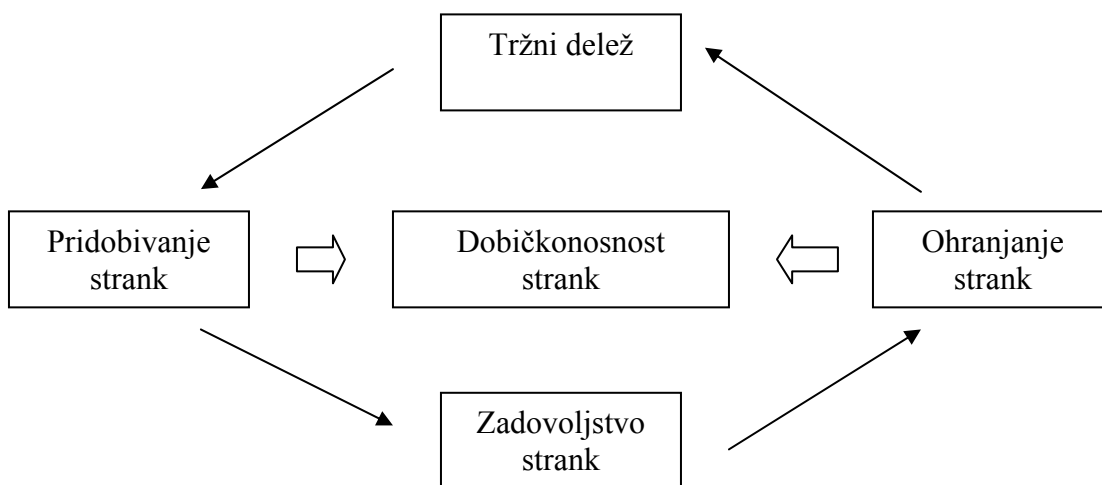 Tržni delež
Pridobivanje
strank
Dobičkonosnost
strank
Ohranjanje
strank
Zadovoljstvo
strank